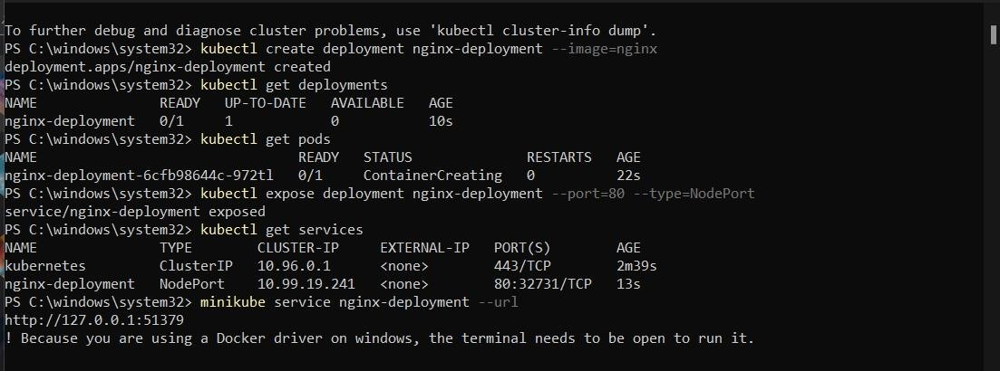 To further debug and diagnose cluster problems, use 'kubectl cluster-info dump'.
PS C:\windows\system32> kubectl create deployment nginx-deployment --image=nginx
deployment.apps/nginx-deployment created
PS C:\windows\system32> kubectl get deployments
NAME READY UP-TO-DATE AVAILABLE AGE
nginx-deployment 0/1 1 0 10s
PS C:\windows\system32> kubectl get pods
NAME READY STATUS RESTARTS AGE
nginx-deployment-6cfb98644c-972tl 0/1 ContainerCreating 0 22s
PS C:\windows\system32> kubectl expose deployment nginx-deployment --port=80 --type=NodePort
service/nginx-deployment exposed
PS C:\windows\system32> kubectl get services
NAME TYPE CLUSTER-IP EXTERNAL-IP PORT(S) AGE
kubernetes ClusterIP 10.96.0.1 <none> 443/TCP 2m39s
nginx-deployment NodePort 10.99.19.241 <none> 80:32731/TCP 13s
PS C:\windows\system32> minikube service nginx-deployment --url
http://127.0.0.1:51379
! Because you are using a Docker driver on windows, the terminal needs to be open to run it.